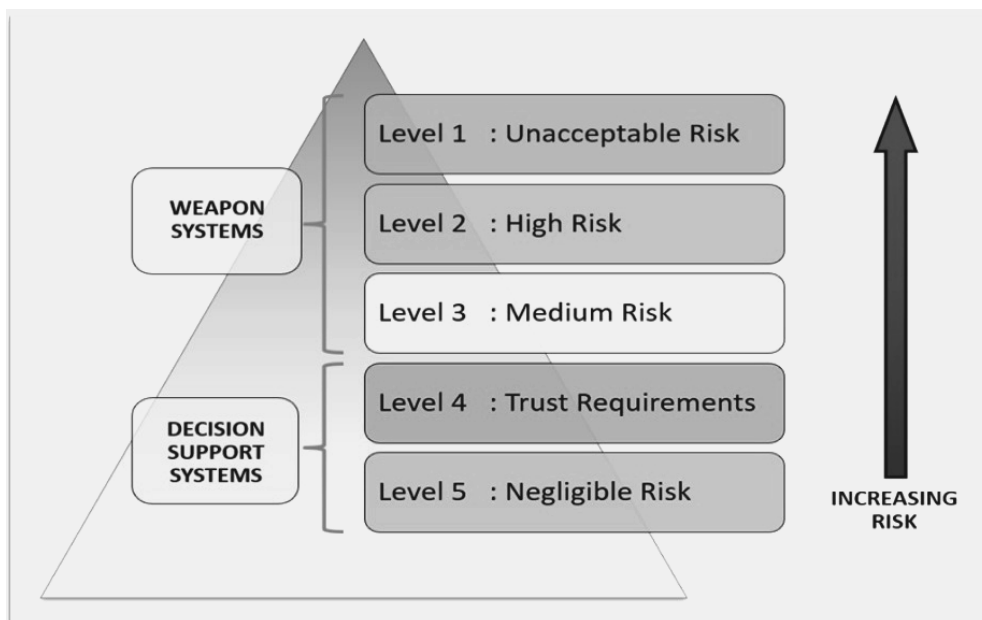 Level 1 : Unacceptable Risk
WEAPON
SYSTEMS
Level 2 : High Risk
Level 3 : Medium Risk
Level 4 : Trust Requirements
DECISION
SUPPORT
SYSTEMS
Level 5 : Negligible Risk
INCREASING
RISK